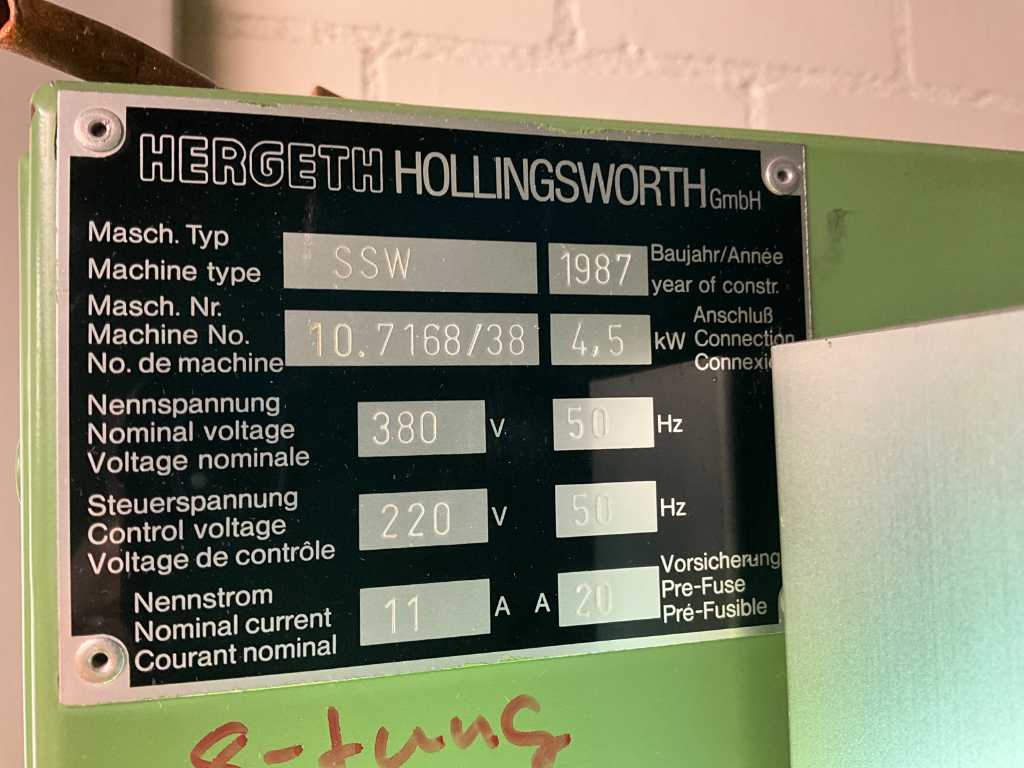 HERGETH HOLLINGSWORTH GmbH
Masch. Typ
Machine type
SSW
1987
Baujahr/Année
year of constr.
Masch. Nr.
Machine No.
No. de machine
10.7168/38
4,5 kW
Anschluß
Connection
Nennspannung
Nominal voltage
Voltage nominale
380 V
50 Hz
Steuerspannung
Control voltage
Voltage de contrôle
220 V
50 Hz
Nennstrom
Nominal current
Courant nominal
11 A
A 20
Vorsicherung
Pre-Fuse
Pré-Fusible